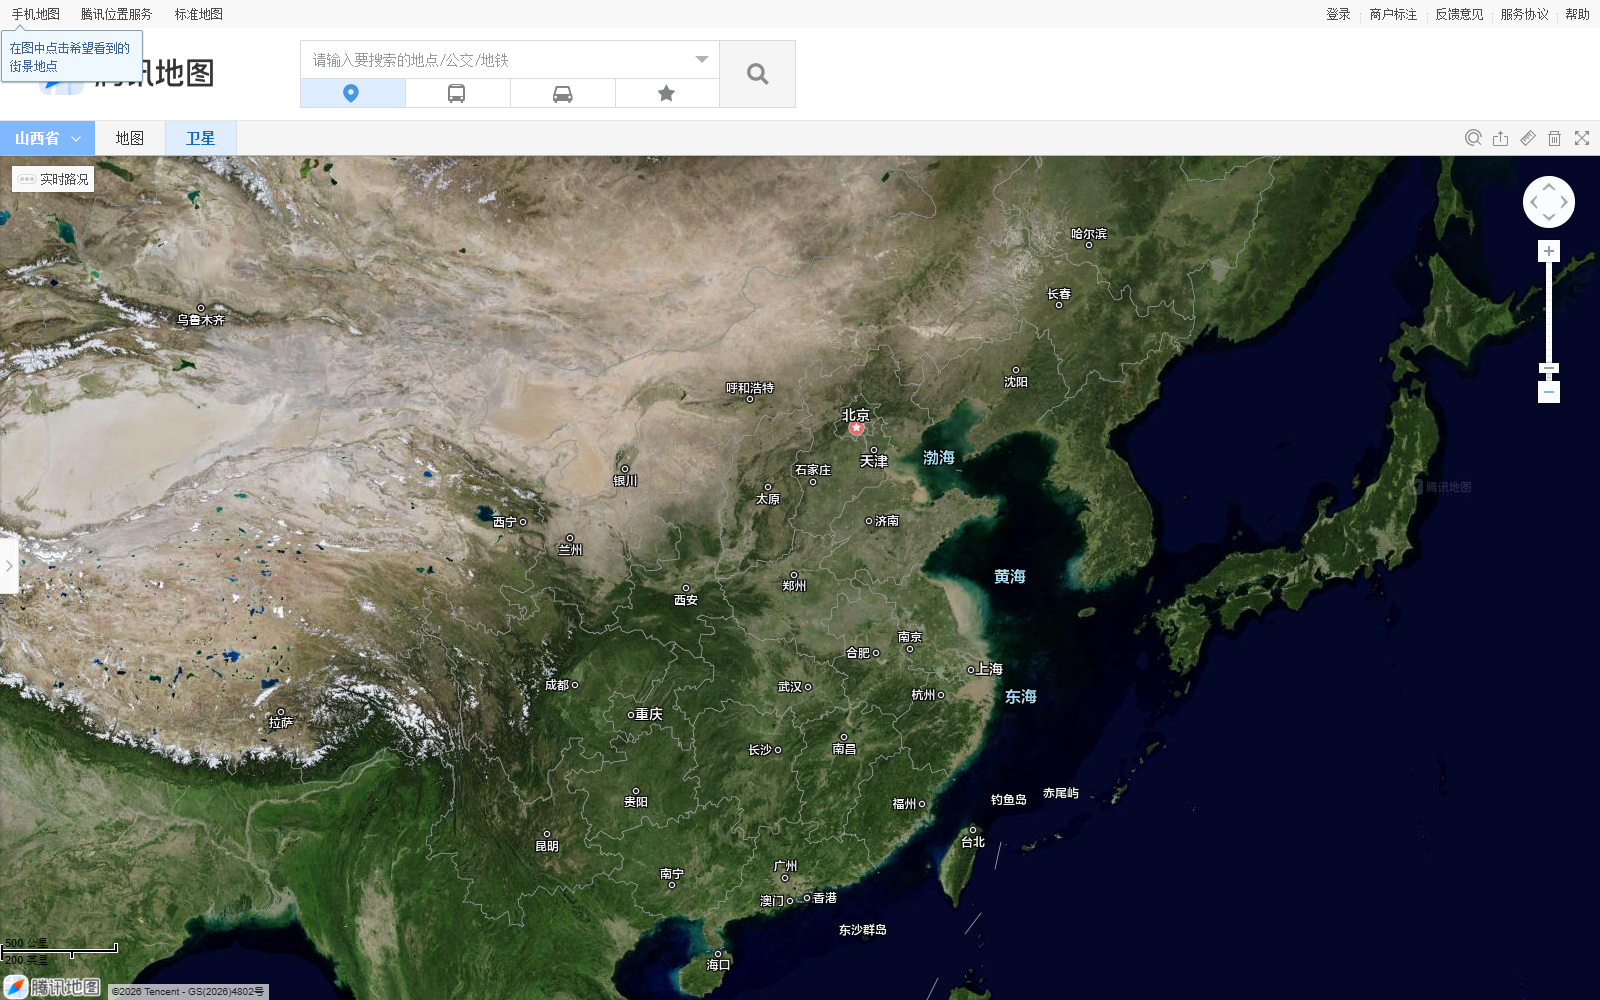 手机地图 腾讯位置服务 标准地图
登录 商户标注 反馈意见 服务协议 帮助
在图中点击希望看到的
街景地点
腾讯地图
请输入要搜索的地点/公交/地铁
山西省 地图 卫星
实时路况
哈尔滨
长春
乌鲁木齐
沈阳
呼和浩特
北京
天津
渤海
石家庄
银川
太原
腾讯地图
西宁
济南
兰州
黄海
郑州
西安
南京
合肥
上海
成都
武汉
杭州
东海
拉萨
重庆
长沙
南昌
钓鱼岛
赤尾屿
贵阳
福州
昆明
台北
广州
南宁
澳门
香港
东沙群岛
海口
500 公里
200 英里
腾讯地图
©2026 Tencent - GS(2026)4802号